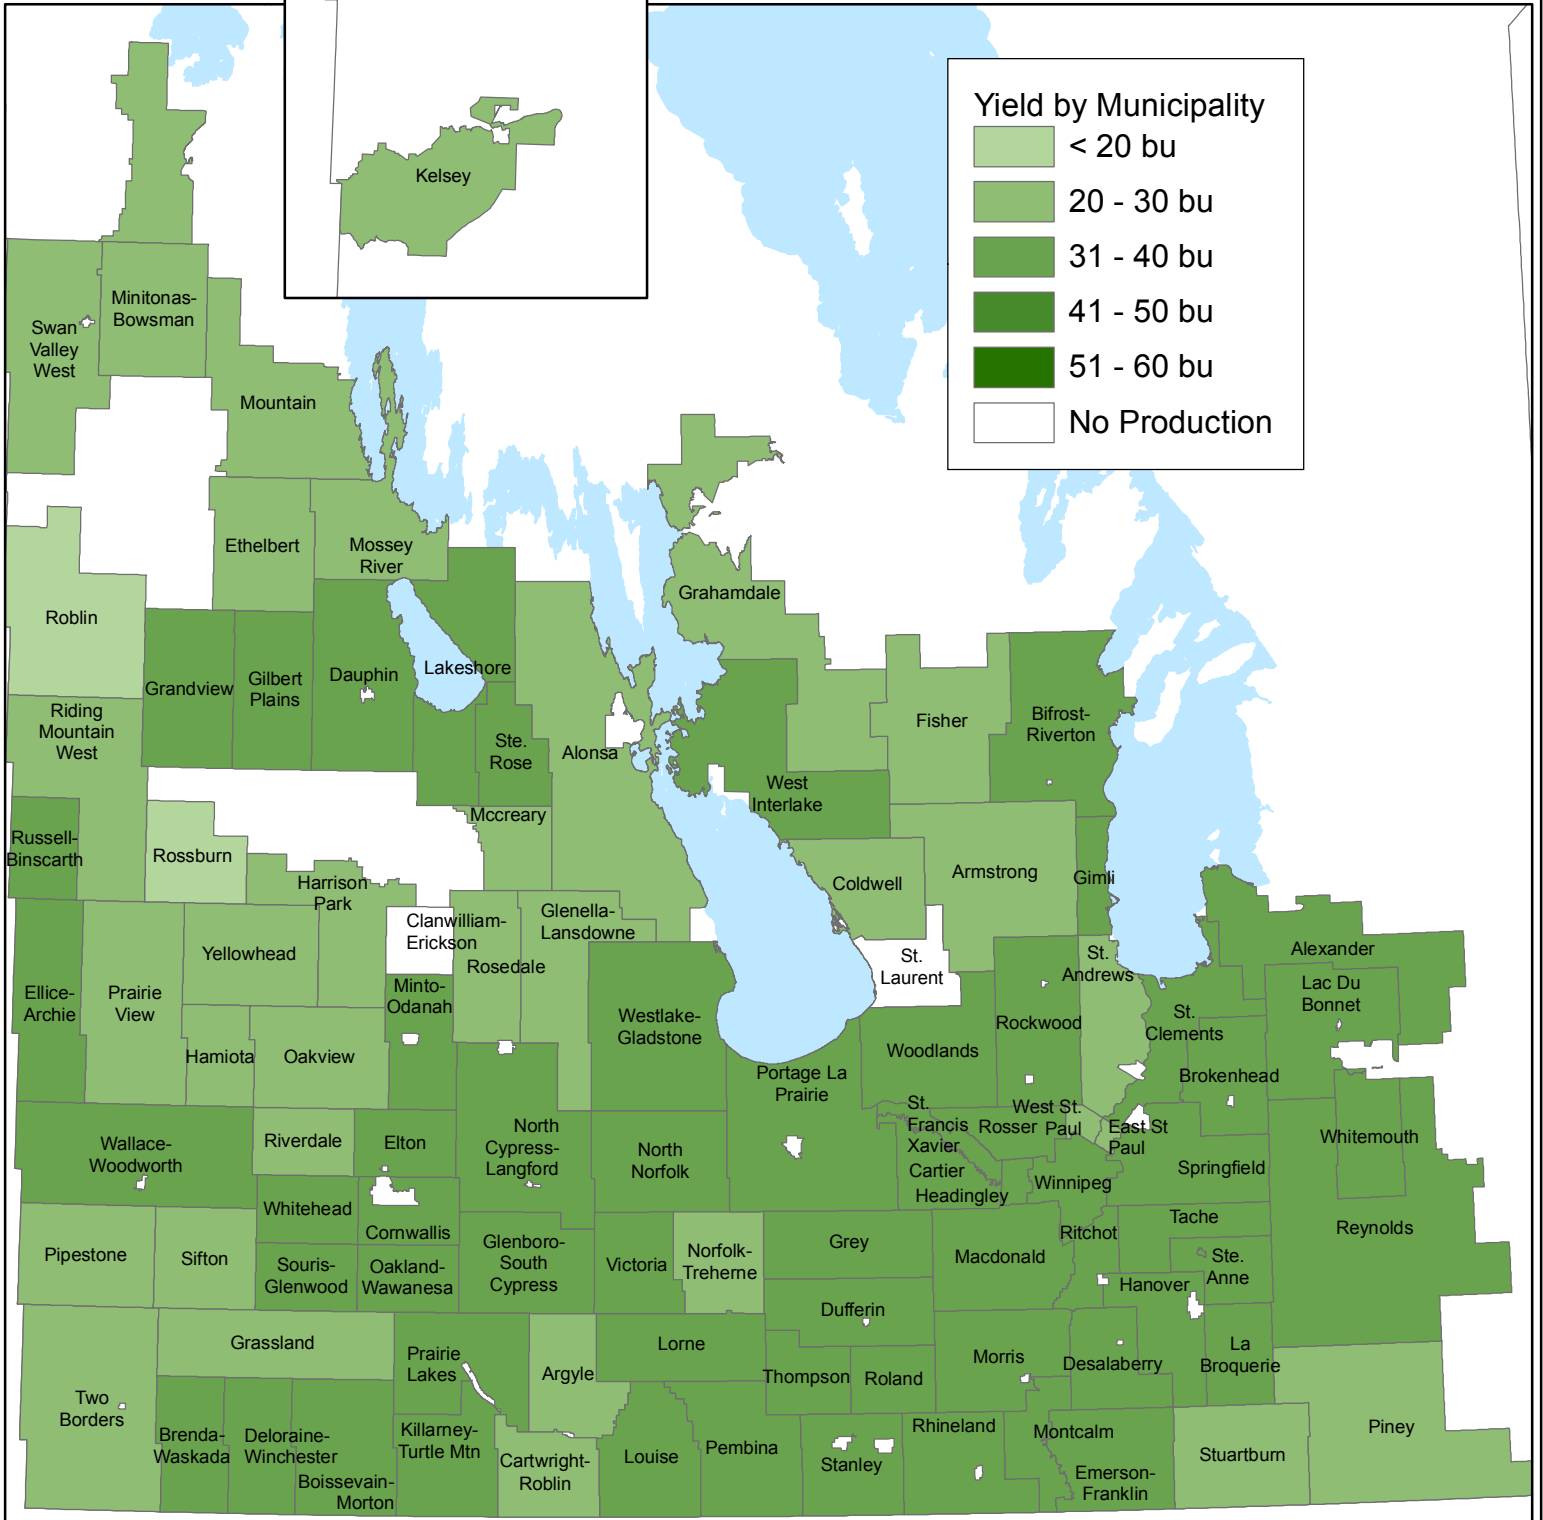 Yield by Municipality
< 20 bu
20 - 30 bu
31 - 40 bu
41 - 50 bu
51 - 60 bu
No Production
Kelsey
Minitonas-
Bowsman
Swan
Valley
West
Mountain
Ethelbert
Mossey
River
Grahamdale
Roblin
Grandview
Gilbert
Plains
Dauphin
Lakeshore
Riding
Mountain
West
Ste.
Rose
Alonsa
Fisher
Bifrost-
Riverton
West
Interlake
Mccreary
Russell-
Binscarth
Rossburn
Harrison
Park
Coldwell
Armstrong
Gimli
Clanwilliam-
Erickson
Glenella-
Lansdowne
Rosedale
Yellowhead
St.
Laurent
St.
Andrews
Alexander
Lac Du
Bonnet
Ellice-
Archie
Prairie
View
Minto-
Odanah
Westlake-
Gladstone
Rockwood
St.
Clements
Hamiota
Oakview
Woodlands
Portage La
Prairie
Brokenhead
St.
Francis
Xavier
Rosser
West St.
Paul
East St
Paul
Whitemouth
Wallace-
Woodworth
Riverdale
Elton
North
Cypress-
Langford
North
Norfolk
Cartier
Headingley
Winnipeg
Springfield
Whitehead
Cornwallis
Tache
Reynolds
Pipestone
Sifton
Souris-
Glenwood
Oakland-
Wawanesa
Glenboro-
South
Cypress
Victoria
Norfolk-
Treherne
Grey
Macdonald
Ritchot
Ste.
Anne
Hanover
Dufferin
Grassland
Prairie
Lakes
Argyle
Lorne
Thompson
Roland
Morris
Desalaberry
La
Broquerie
Two
Borders
Brenda-
Waskada
Deloraine-
Winchester
Boissevain-
Morton
Killarney-
Turtle Mtn
Cartwright-
Roblin
Louise
Pembina
Stanley
Rhineland
Montcalm
Emerson-
Franklin
Stuartburn
Piney